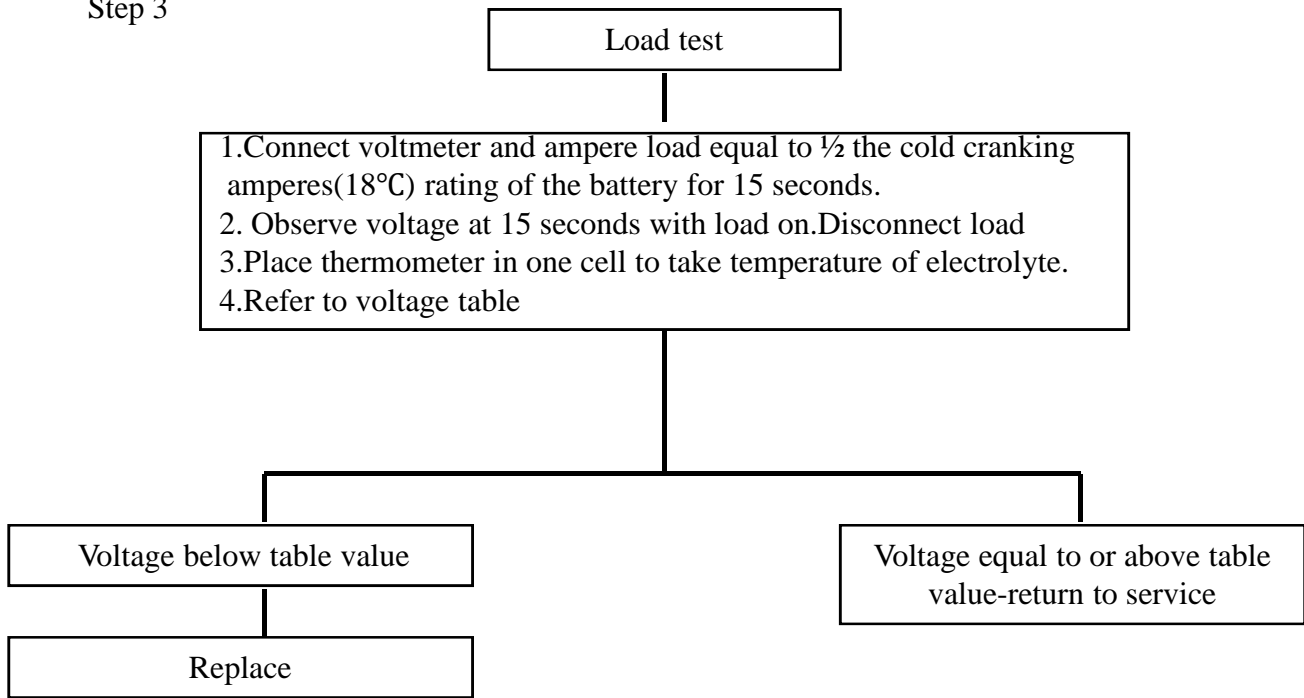 Step 3
Load test
1.Connect voltmeter and ampere load equal to ½ the cold cranking
amperes(18℃) rating of the battery for 15 seconds.
2. Observe voltage at 15 seconds with load on.Disconnect load
3.Place thermometer in one cell to take temperature of electrolyte.
4.Refer to voltage table
Voltage below table value
Voltage equal to or above table
value-return to service
Replace